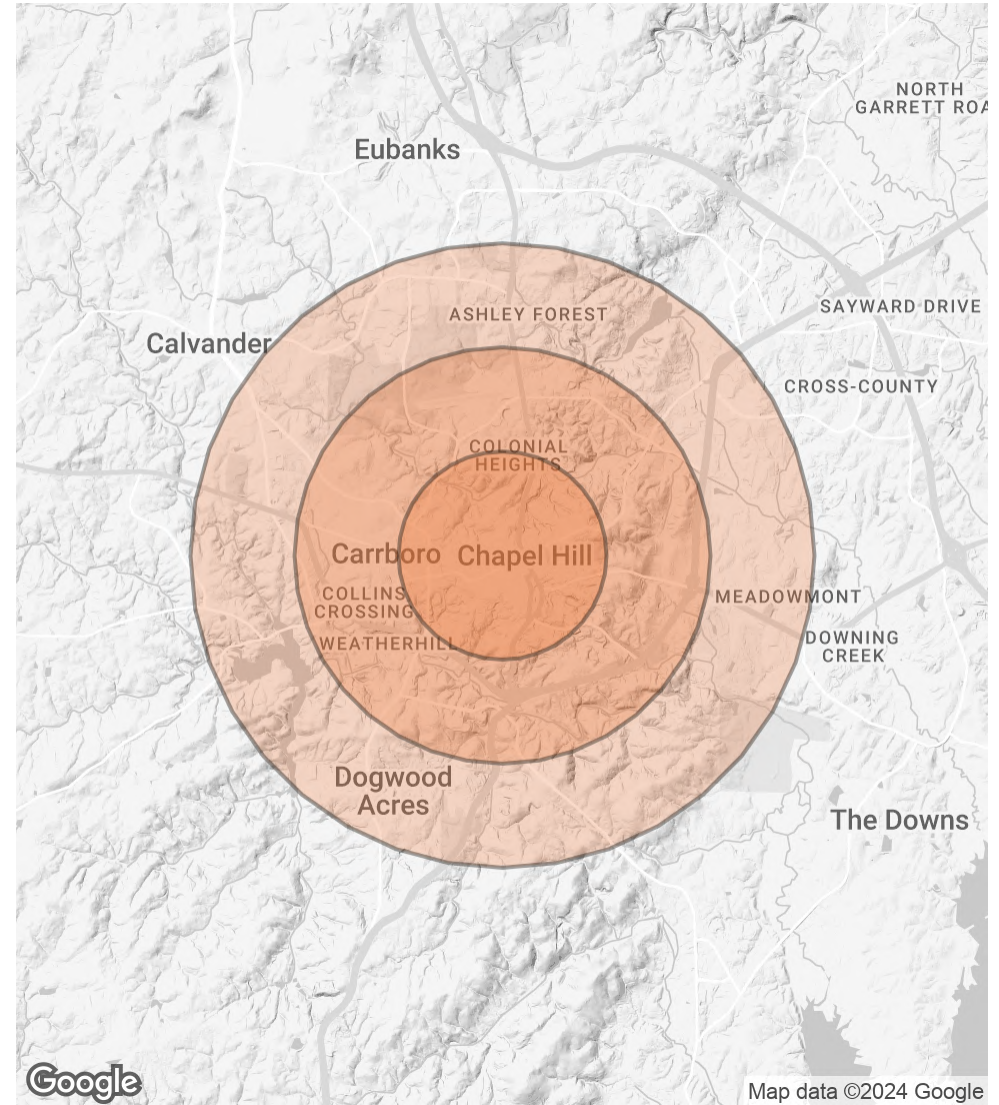 NORTH
GARRETT ROA
Eubanks
SAYWARD DRIVE
ASHLEY FOREST
Calvander
CROSS-COUNTY
COLONIAL
HEIGHTS
Carrboro
Chapel Hill
COLLINS
CROSSING
MEADOWMONT
WEATHERHILL
DOWNING
CREEK
Dogwood
Acres
The Downs
Google
Map data ©2024 Google